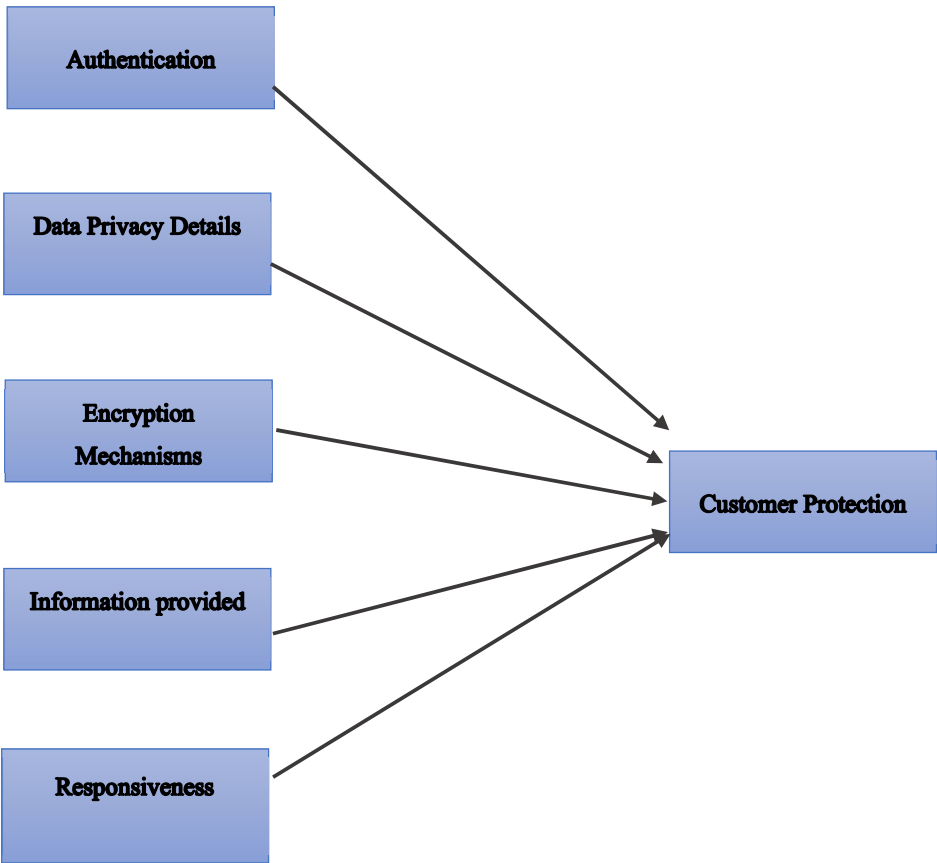 Authentication
Data Privacy Details
Encryption
Mechanisms
Customer Protection
Information provided
Responsiveness